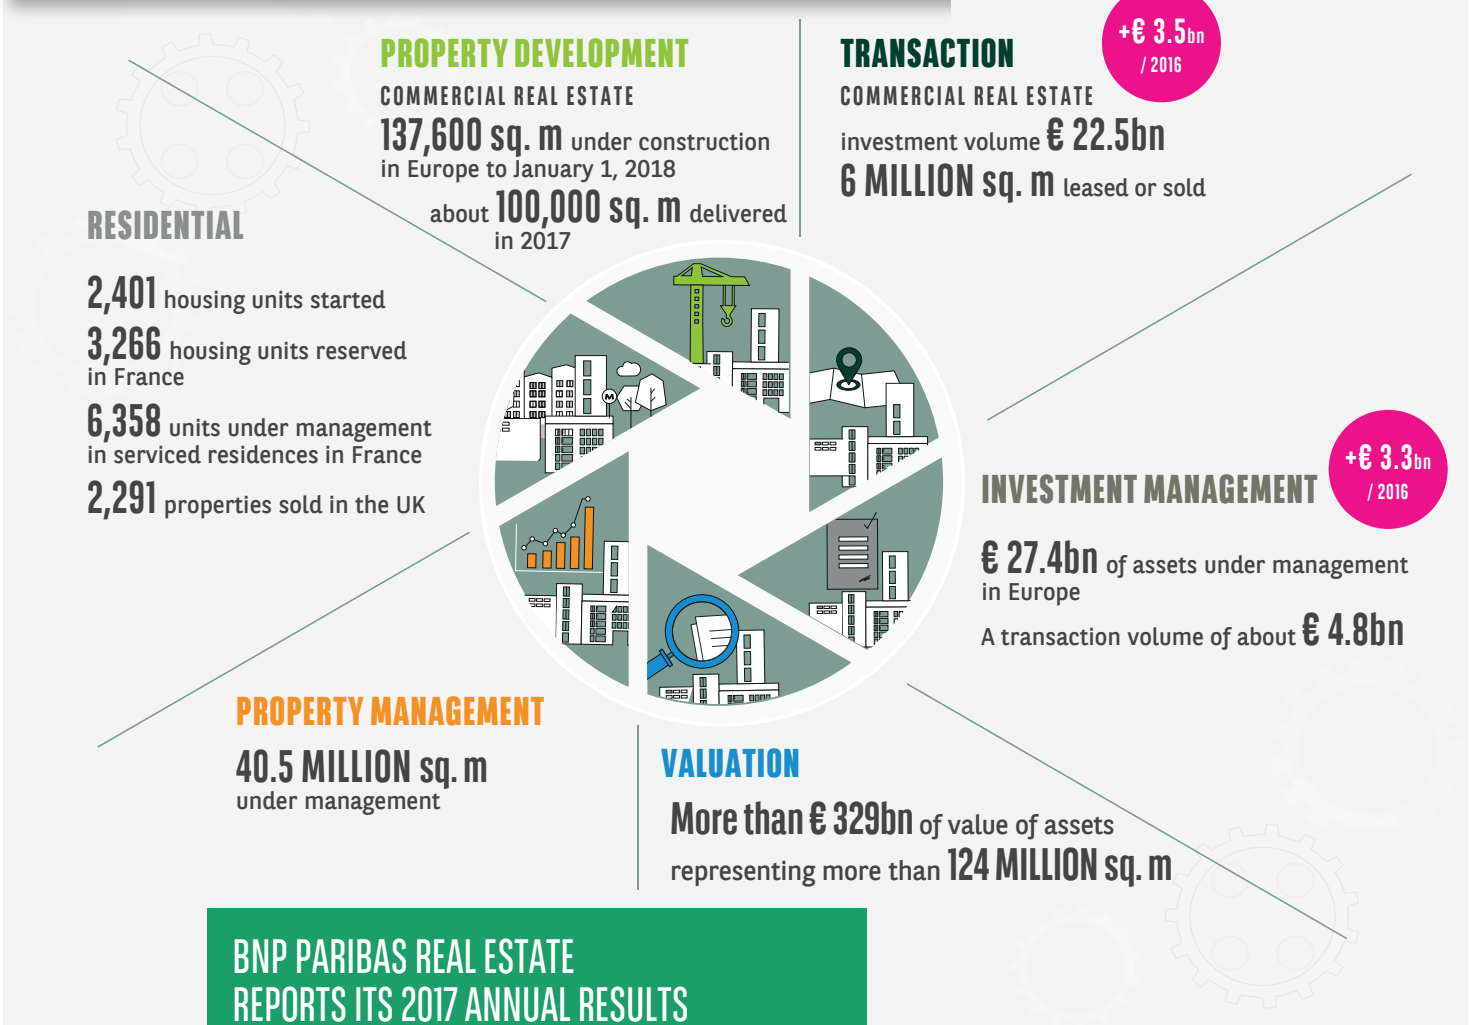 PROPERTY DEVELOPMENT
COMMERCIAL REAL ESTATE
137,600 sq. m under construction
in Europe to January 1, 2018
about 100,000 sq. m delivered
in 2017
TRANSACTION
+€ 3.5bn
/ 2016
COMMERCIAL REAL ESTATE
investment volume € 22.5bn
6 MILLION sq. m leased or sold
RESIDENTIAL
2,401 housing units started
3,266 housing units reserved
in France
6,358 units under management
in serviced residences in France
2,291 properties sold in the UK
M
INVESTMENT MANAGEMENT
+€ 3.3bn
/ 2016
€ 27.4bn of assets under management
in Europe
A transaction volume of about € 4.8bn
PROPERTY MANAGEMENT
40.5 MILLION sq. m
under management
VALUATION
More than € 329bn of value of assets
representing more than 124 MILLION sq. m
BNP PARIBAS REAL ESTATE
REPORTS ITS 2017 ANNUAL RESULTS